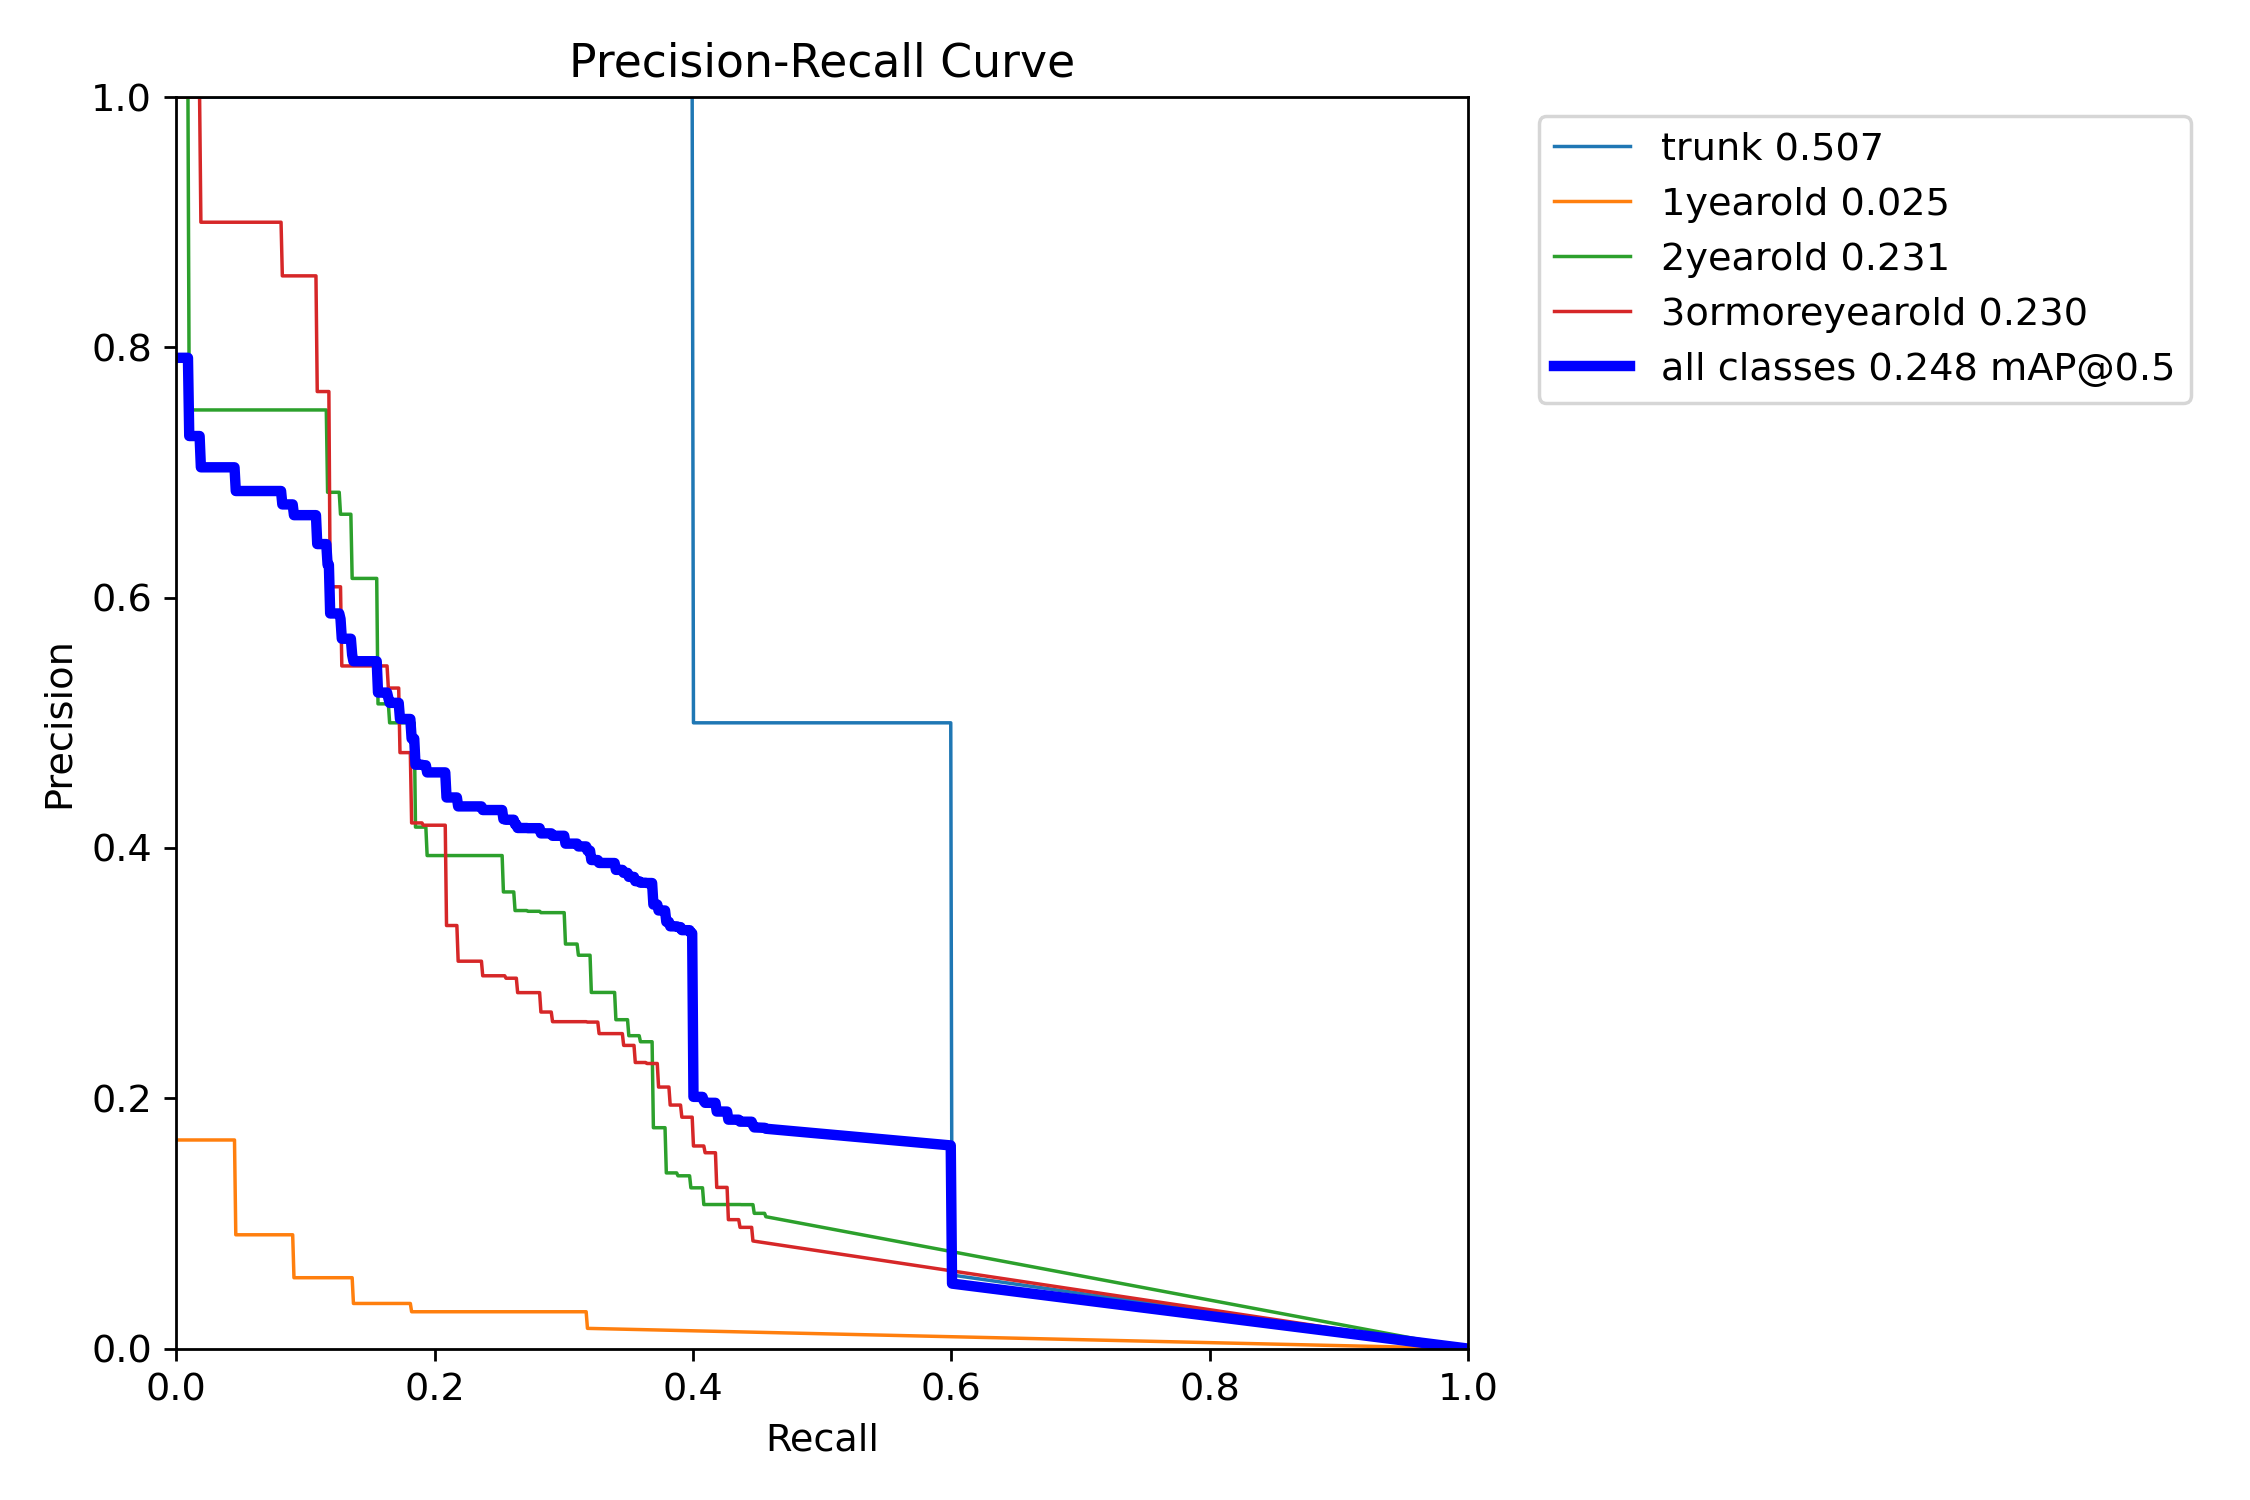 Precision-Recall Curve
1.0
0.8
0.6
0.4
0.2
0.0
Precision
0.0 0.2 0.4 0.6 0.8 1.0
Recall
trunk 0.507
1yearold 0.025
2yearold 0.231
3ormoreyearold 0.230
all classes 0.248 mAP@0.5